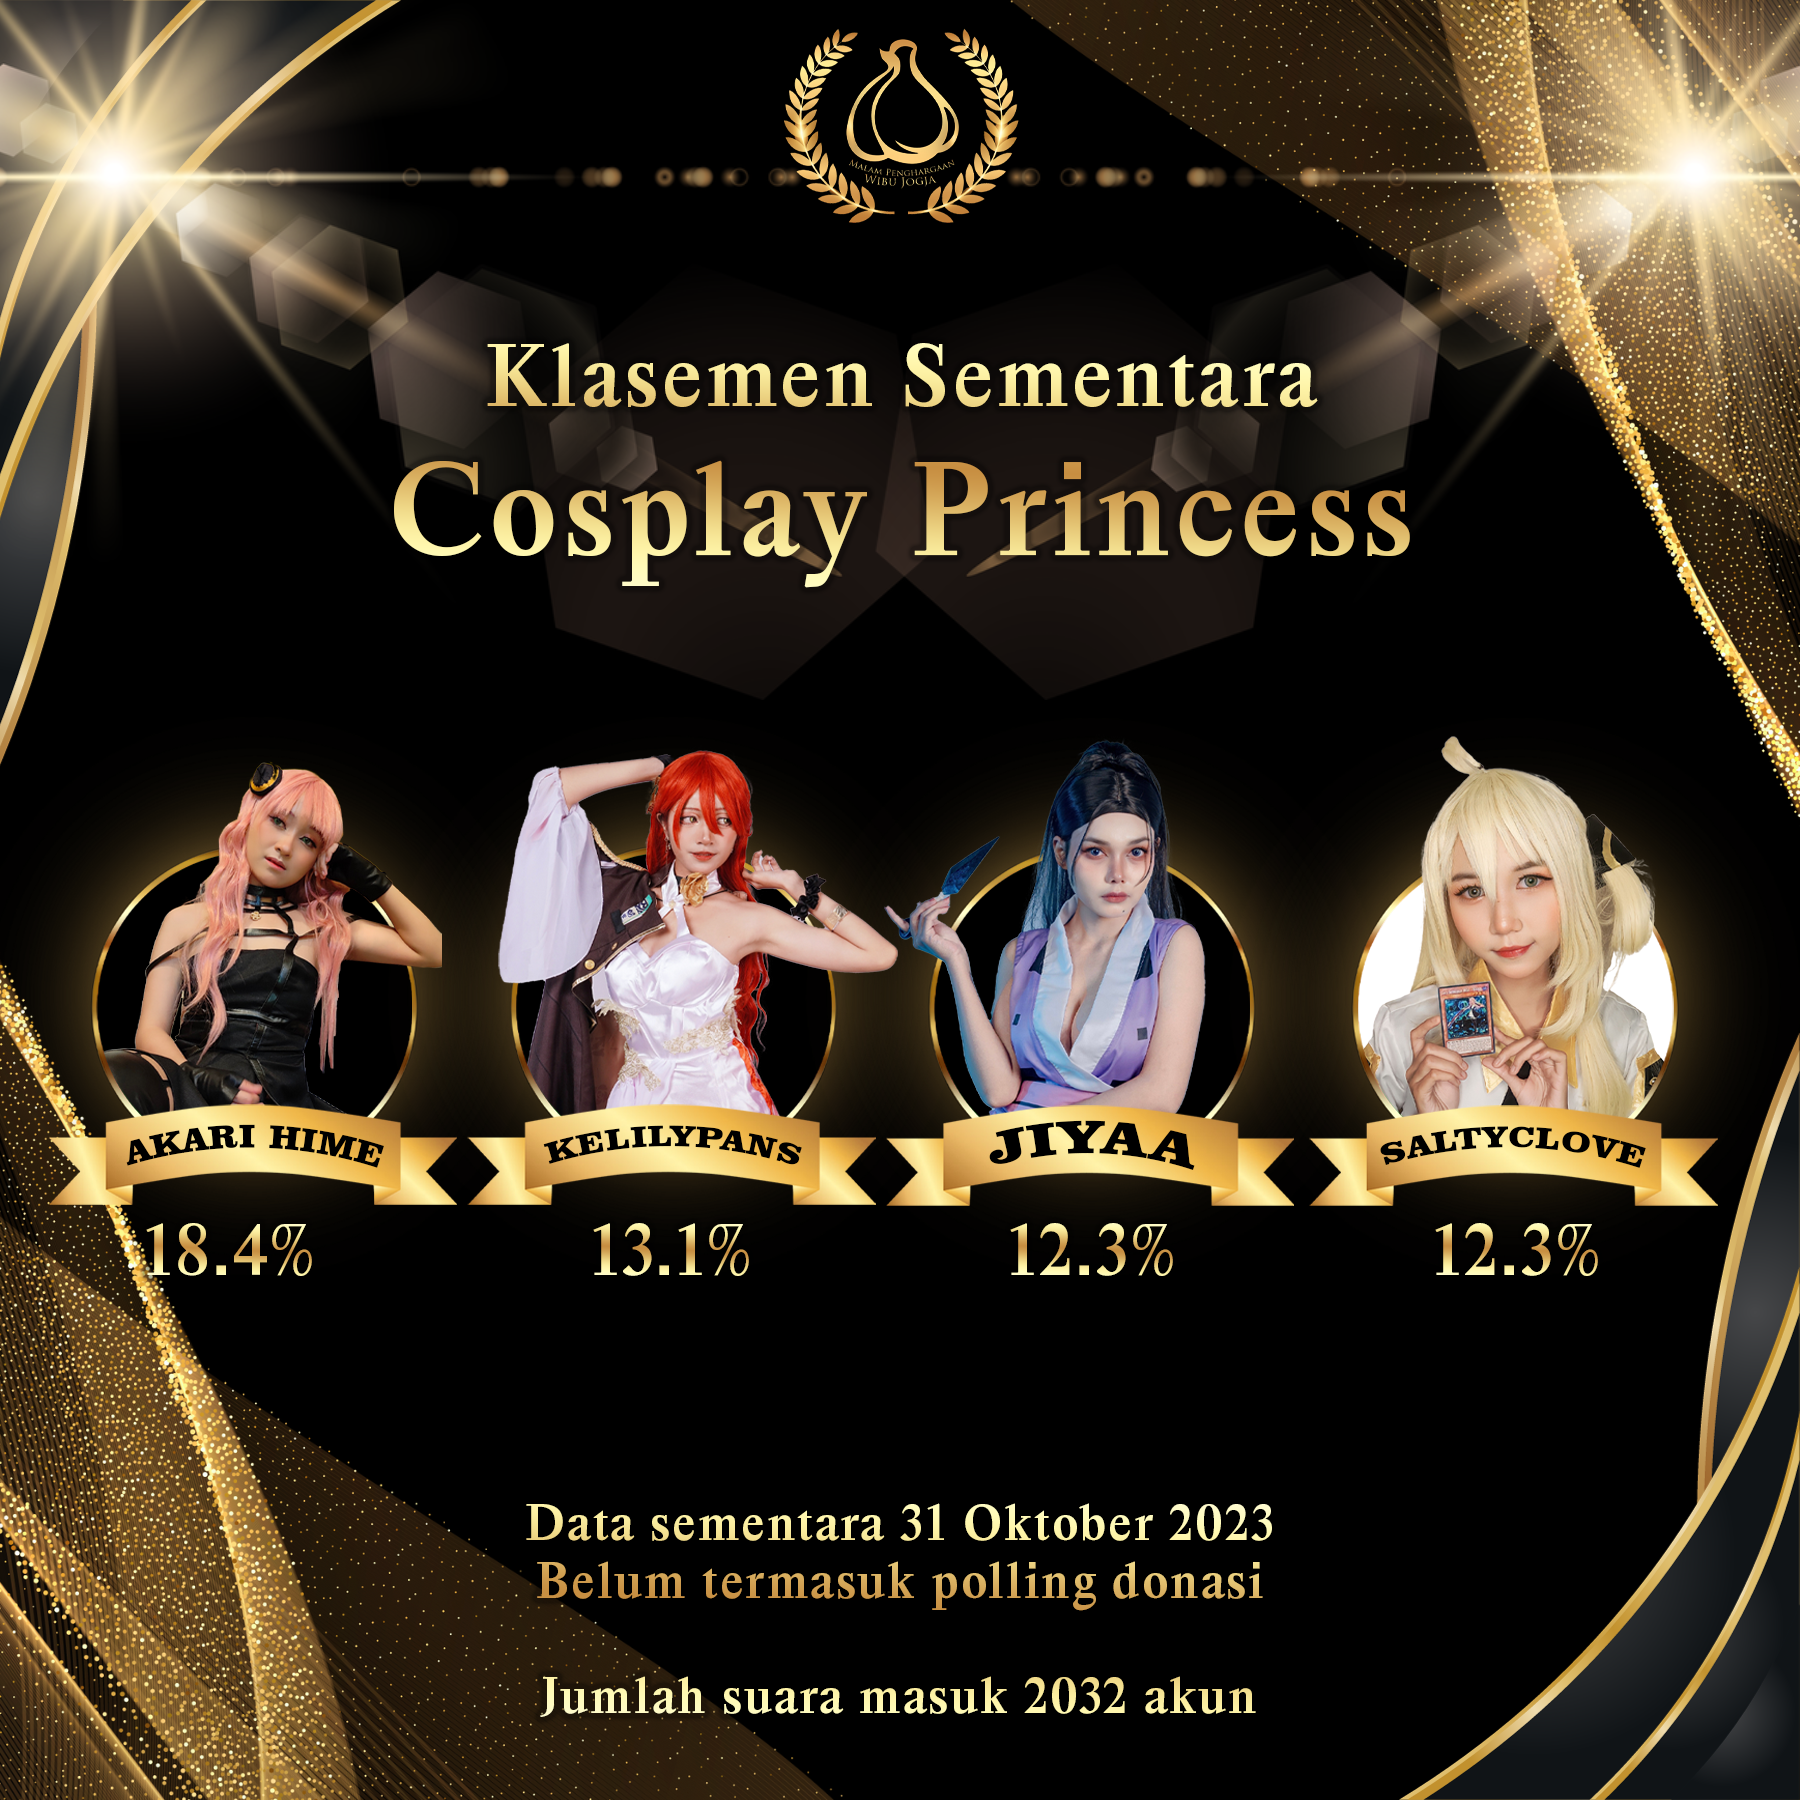 Malam Penghargaan
Wibu Jogja
Klasemen Sementara
Cosplay Princess
AKARI HIME
KELILYPANS
JIYAA
SALTYCLOVE
18.4%
13.1%
12.3%
12.3%
Data sementara 31 Oktober 2023
Belum termasuk polling donasi
Jumlah suara masuk 2032 akun